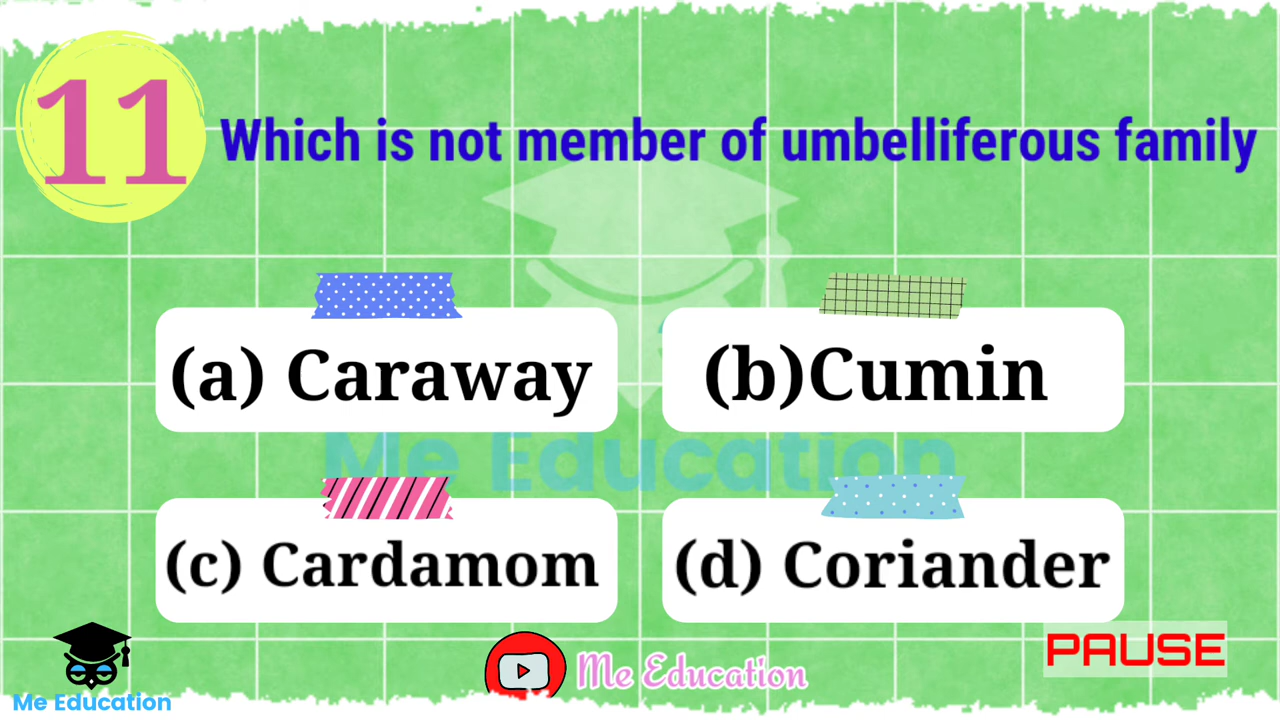 11
Which is not member of umbelliferous family
(a) Caraway
(b)Cumin
Me Education
(c) Cardamom
(d) Coriander
PAUSE
Me Education
Me Education